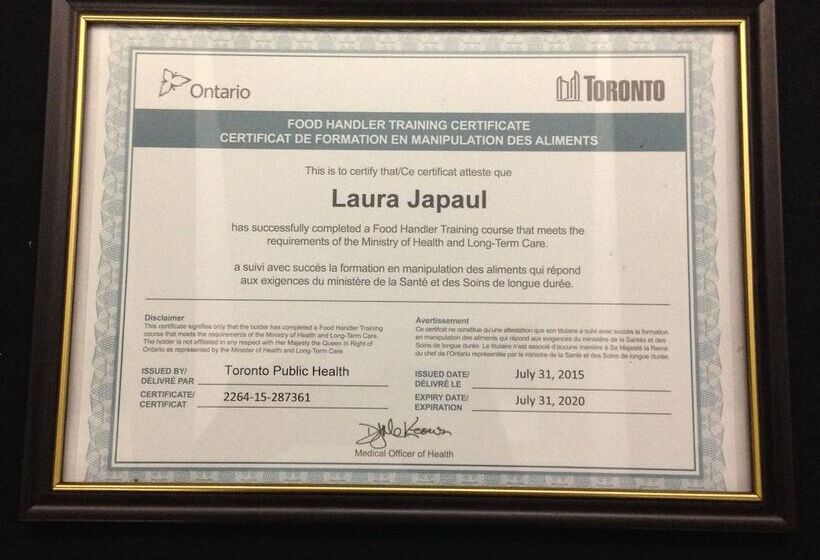 Ontario
TORONTO
FOOD HANDLER TRAINING CERTIFICATE
CERTIFICAT DE FORMATION EN MANIPULATION DES ALIMENTS
This is to certify that/Ce certificat atteste que
Laura Japaul
has successfully completed a Food Handler Training course that meets the
requirements of the Ministry of Health and Long-Term Care.
a suivi avec succès la formation en manipulation des aliments qui répond
aux exigences du ministère de la Santé et des Soins de longue durée.
Disclaimer
This certificate signifies only that the holder has completed a Food Handler Training
course that meets the requirements of the Ministry of Health and Long-Term Care.
The holder is not affiliated in any respect with Her Majesty the Queen in Right of
Ontario as represented by the Minister of Health and Long-Term Care.
Avertissement
Ce certificat ne constitue qu'une attestation que son titulaire a suivi avec succès la formation
en manipulation des aliments qui répond aux exigences du ministère de la Santés et des
Soins de longue durée. Le titulaire n'est associé d'aucune manière à Sa Majesté la Reine
du chef de l'Ontario représentée par le ministre de la Santé et des Soins de longue durée.
ISSUED BY/
DÉLIVRÉ PAR
Toronto Public Health
ISSUED DATE/
DÉLIVRÉ LE
July 31, 2015
CERTIFICATE/
CERTIFICAT
2264-15-287361
EXPIRY DATE/
EXPIRATION
July 31, 2020
Medical Officer of Health